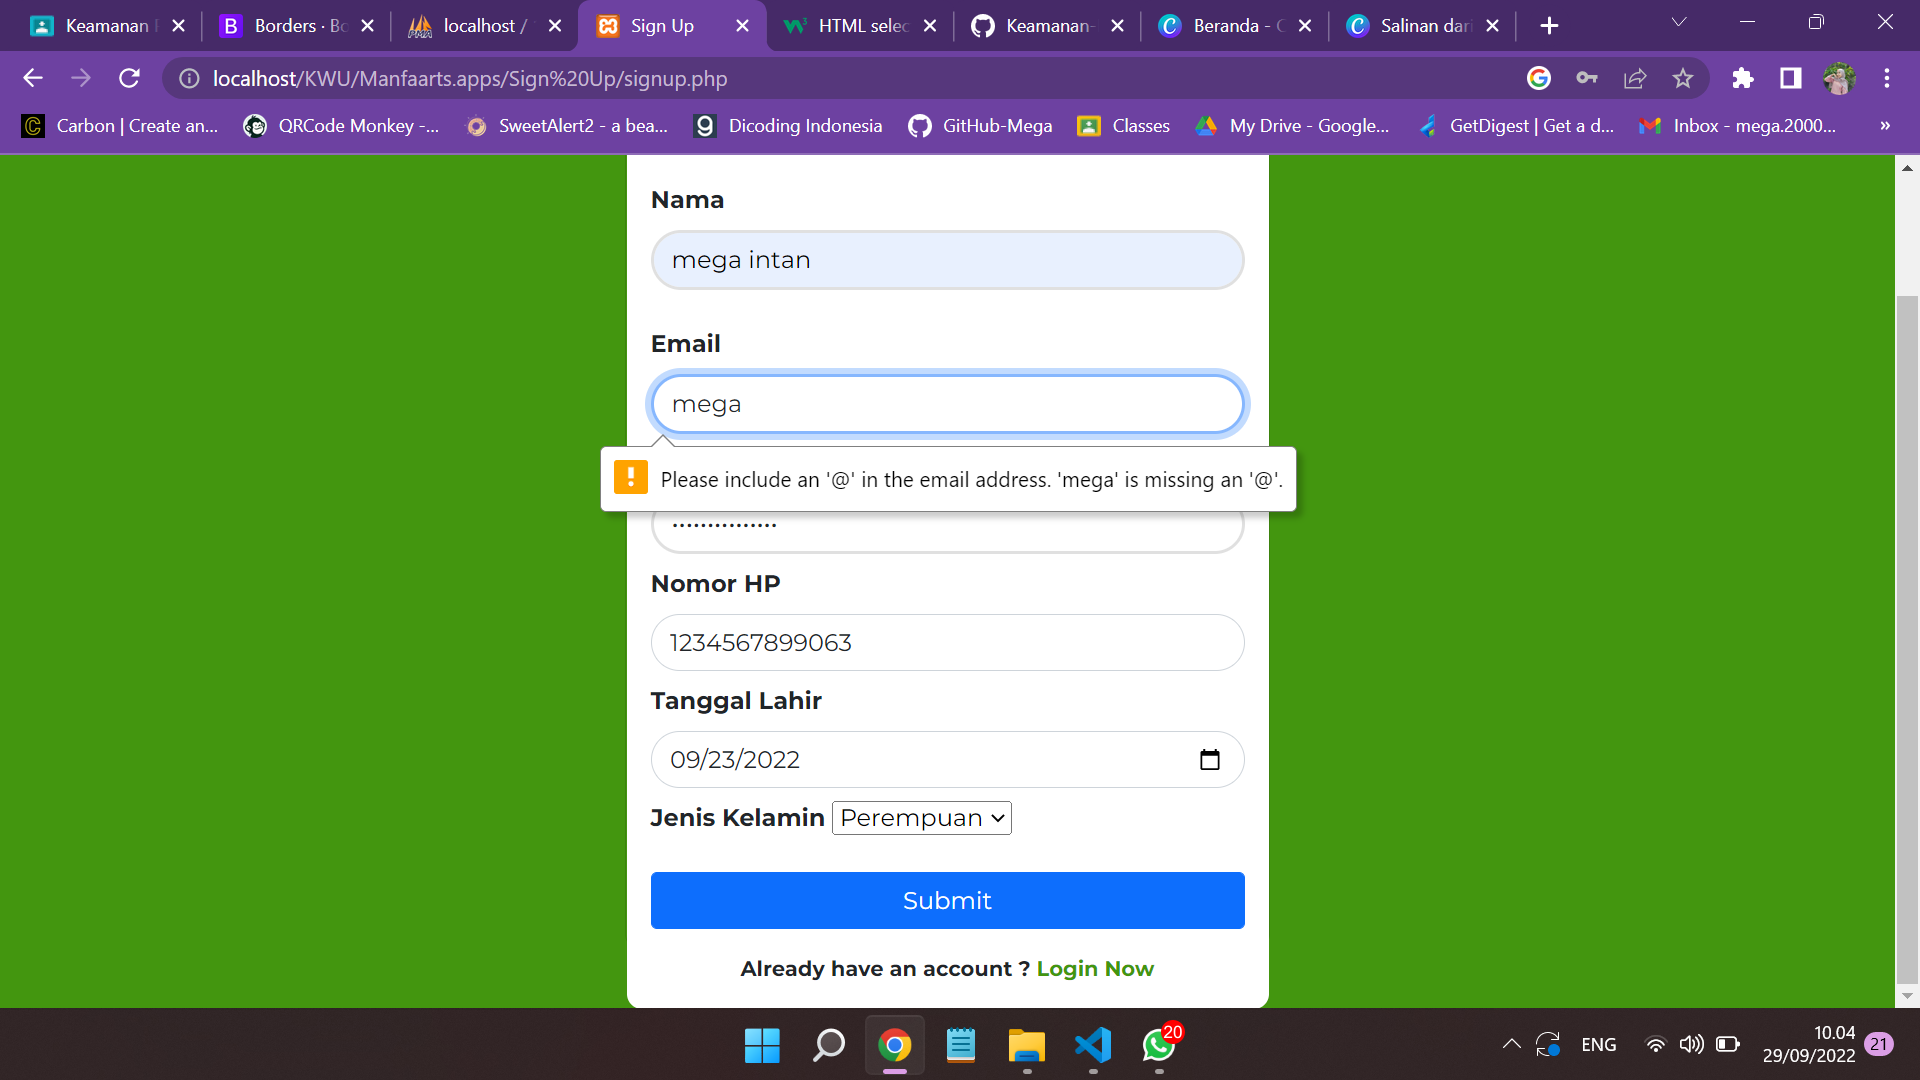 Keamanan
Borders · Bo
localhost /
Sign Up
HTML selec
Keamanan-
Beranda - C
Salinan dari
localhost/KWU/Manfaarts.apps/Sign%20Up/signup.php
Carbon | Create an...
QRCode Monkey -...
SweetAlert2 - a bea...
Dicoding Indonesia
GitHub-Mega
Classes
My Drive - Google...
GetDigest | Get a d...
Inbox - mega.2000...
»
Nama
mega intan
Email
mega
Please include an '@' in the email address. 'mega' is missing an '@'.
Nomor HP
1234567899063
Tanggal Lahir
09/23/2022
Jenis Kelamin Perempuan
Submit
Already have an account ? Login Now
20
ENG
10.04
29/09/2022
21